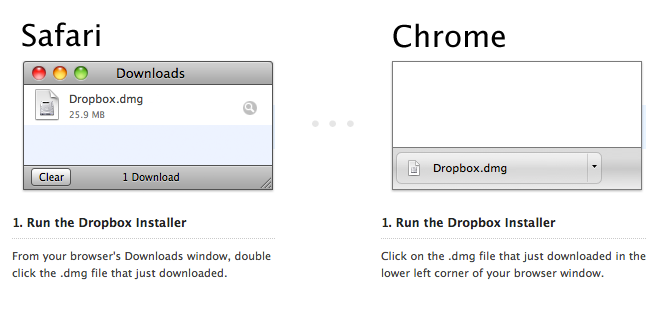 Safari
Downloads
Dropbox.dmg
25.9 MB
Clear
1 Download
1. Run the Dropbox Installer
From your browser's Downloads window, double
click the .dmg file that just downloaded.
Chrome
Dropbox.dmg
1. Run the Dropbox Installer
Click on the .dmg file that just downloaded in the
lower left corner of your browser window.